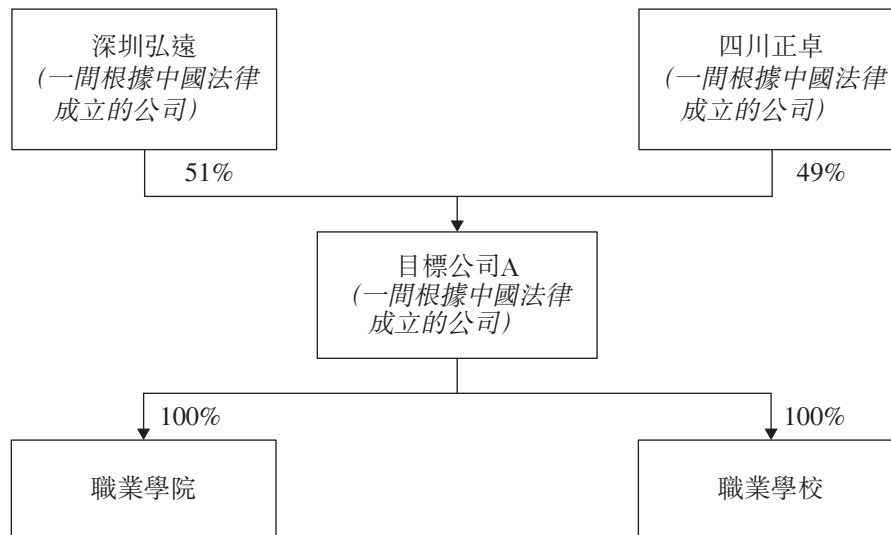 深圳弘遠
(一間根據中國法律
成立的公司)
四川正卓
(一間根據中國法律
成立的公司)
51%
49%
目標公司A
(一間根據中國法律
成立的公司)
100%
100%
職業學院
職業學校